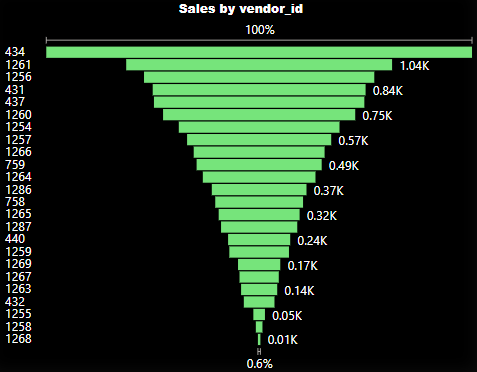 Sales by vendor_id
100%
434
1261 1.04K
1256
431 0.84K
437
1260 0.75K
1254
1257 0.57K
1266
759 0.49K
1264
1286 0.37K
758
1265 0.32K
1287
440 0.24K
1259
1269 0.17K
1267
1263 0.14K
432
1255 0.05K
1258
1268 0.01K
0.6%